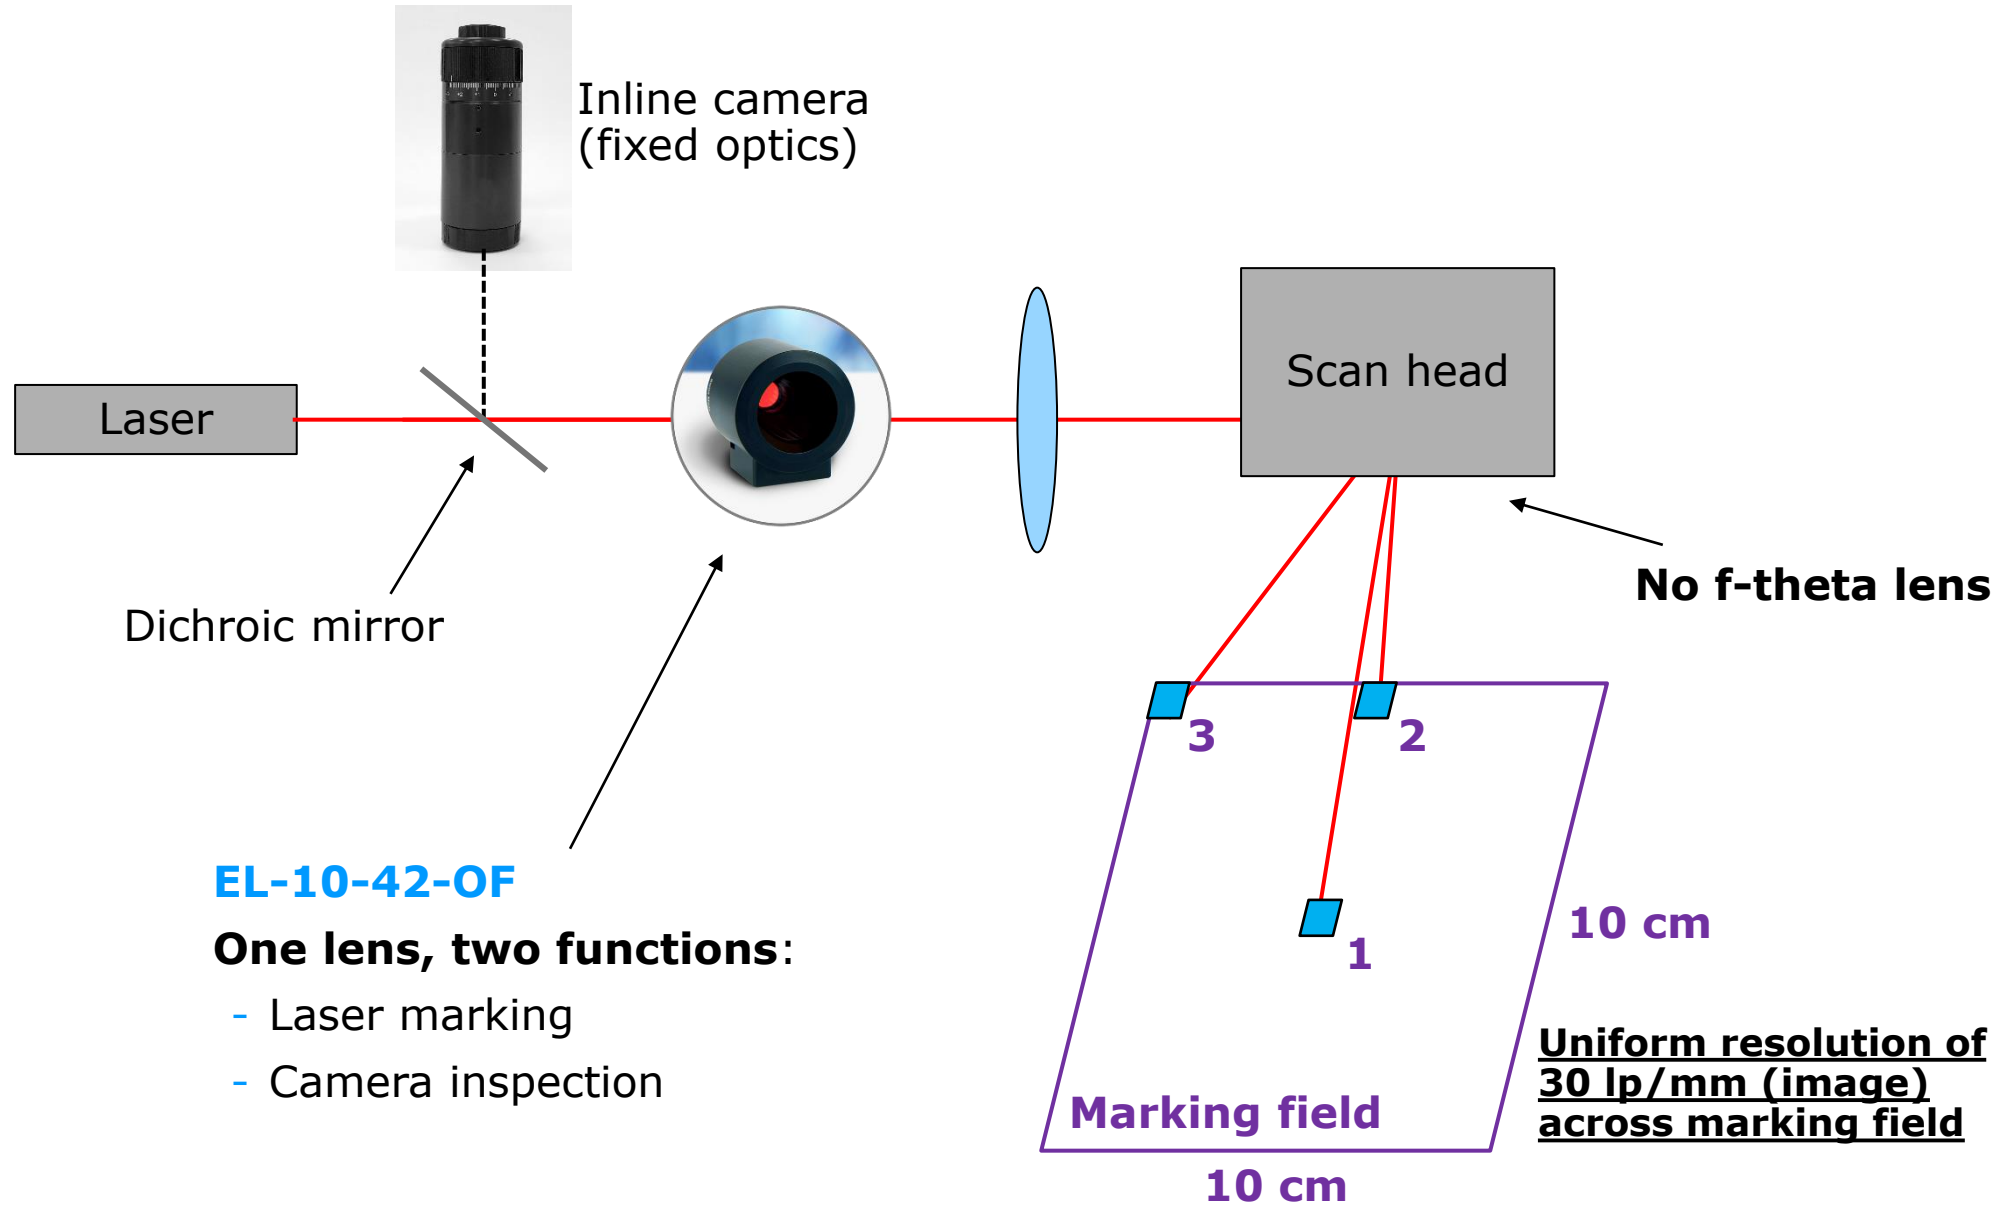 Inline camera
(fixed optics)
Laser
Scan head
Dichroic mirror
No f-theta lens
3
2
1
10 cm
EL-10-42-OF
One lens, two functions:
- Laser marking
- Camera inspection
Uniform resolution of
30 lp/mm (image)
across marking field
Marking field
10 cm